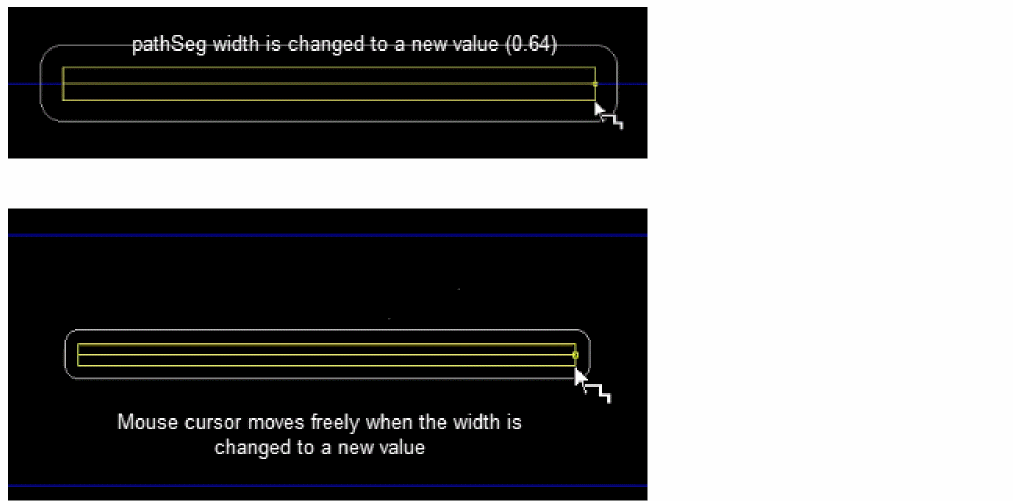 pathSeg width is changed to a new value (0.64)
Mouse cursor moves freely when the width is
changed to a new value